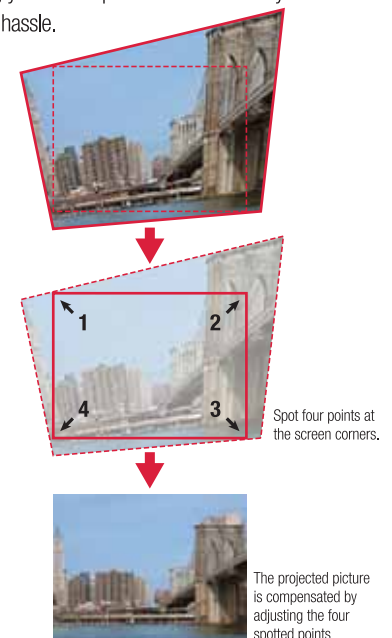 hassle.
1
2
4
3
Spot four points at
the screen corners.
The projected picture
is compensated by
adjusting the four
spotted points